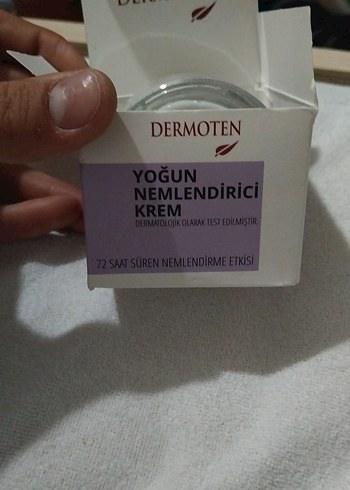 DERMOTEN
DERMOTEN
YOĞUN
NEMLENDİRİCİ
KREM
DERMATOLOJİK OLARAK TEST EDİLMİŞTİR.
72 SAAT SÜREN NEMLENDİRME ETKİSİ